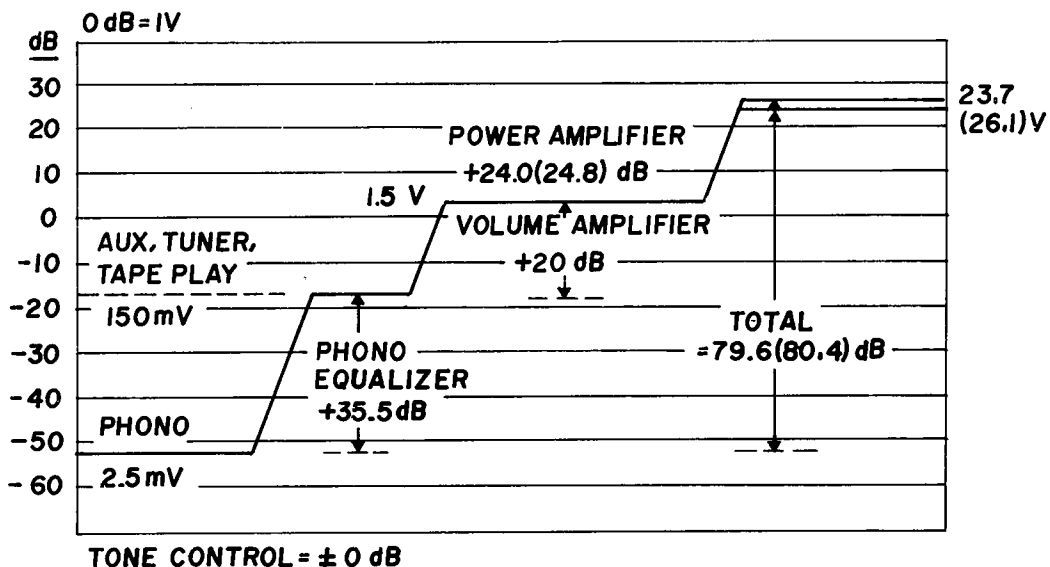 0 dB = 1V
dB
30
20
10
0
-10
-20
-30
-40
-50
-60
23.7
(26.1) V
POWER AMPLIFIER
+24.0(24.8) dB
1.5 V
VOLUME AMPLIFIER
+20 dB
AUX, TUNER,
TAPE PLAY
150mV
TOTAL
=79.6(80.4) dB
PHONO
EQUALIZER
+35.5dB
PHONO
2.5mV
TONE CONTROL = ± 0 dB